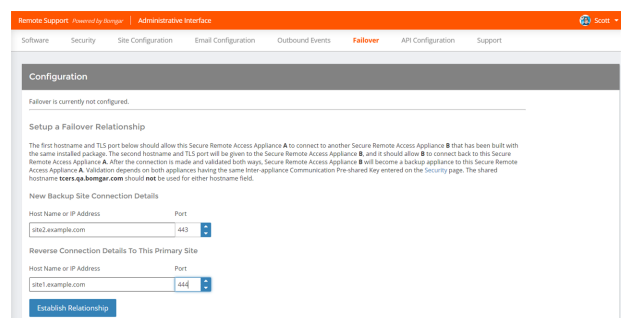 Remote Support Powered by Bomgar | Administrative Interface Scott
Software Security Site Configuration Email Configuration Outbound Events Failover API Configuration Support
Configuration
Failover is currently not configured.
Setup a Failover Relationship
The first hostname and TLS port below should allow this Secure Remote Access Appliance A to connect to another Secure Remote Access Appliance B that has been built with
the same installed package. The second hostname and TLS port will be given to the Secure Remote Access Appliance B, and it should allow B to connect back to this Secure
Remote Access Appliance A. After the connection is made and validated both ways, Secure Remote Access Appliance B will become a backup appliance to this Secure Remote
Access Appliance A. Validation depends on both appliances having the same Inter-appliance Communication Pre-shared Key entered on the Security page. The shared
hostname tcers.qa.bomgar.com should not be used for either hostname field.
New Backup Site Connection Details
Host Name or IP Address Port
site2.example.com 443
Reverse Connection Details To This Primary Site
Host Name or IP Address Port
site1.example.com 444
Establish Relationship